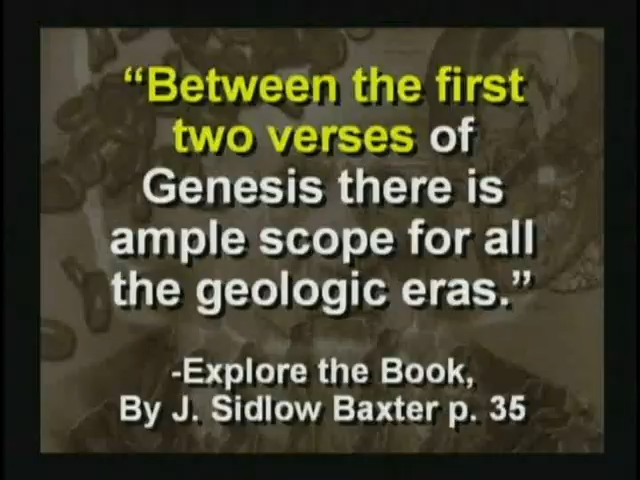 “Between the first
two verses of
Genesis there is
ample scope for all
the geologic eras.”
-Explore the Book,
By J. Sidlow Baxter p. 35